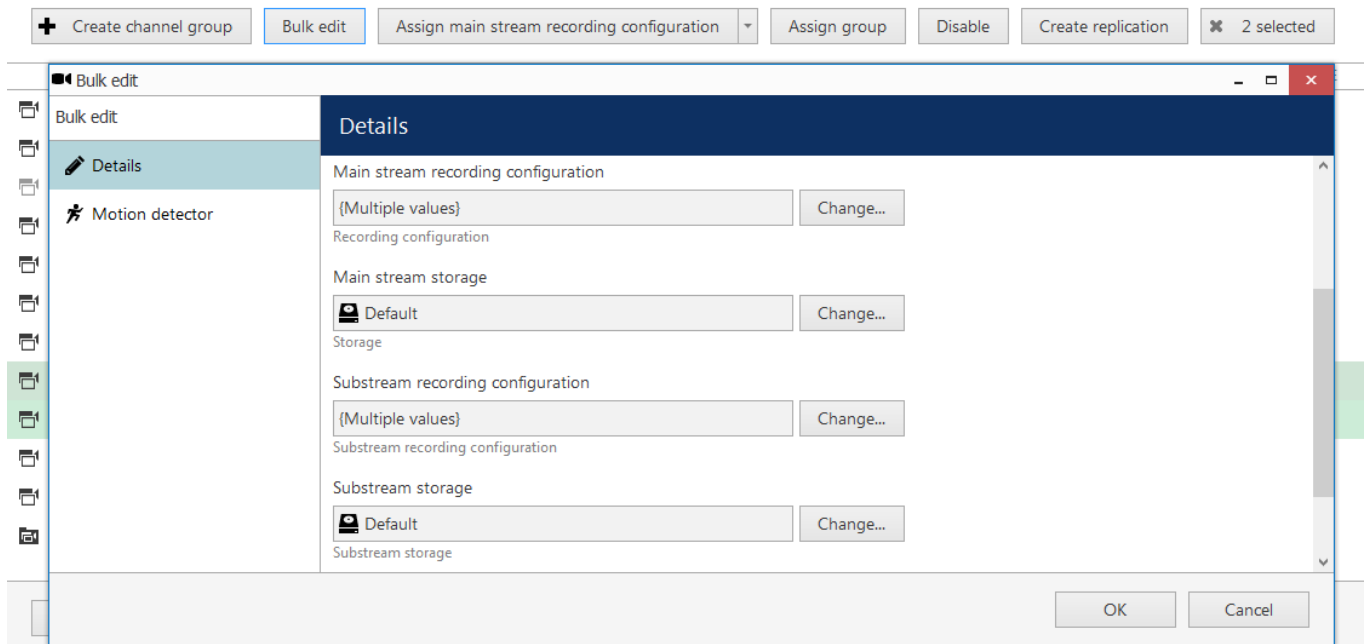 Create channel group Bulk edit Assign main stream recording configuration Assign group Disable Create replication 2 selected
Bulk edit
Bulk edit
Details
Motion detector
Details
Main stream recording configuration
{Multiple values} Change...
Recording configuration
Main stream storage
Default Change...
Storage
Substream recording configuration
{Multiple values} Change...
Substream recording configuration
Substream storage
Default Change...
Substream storage
OK Cancel